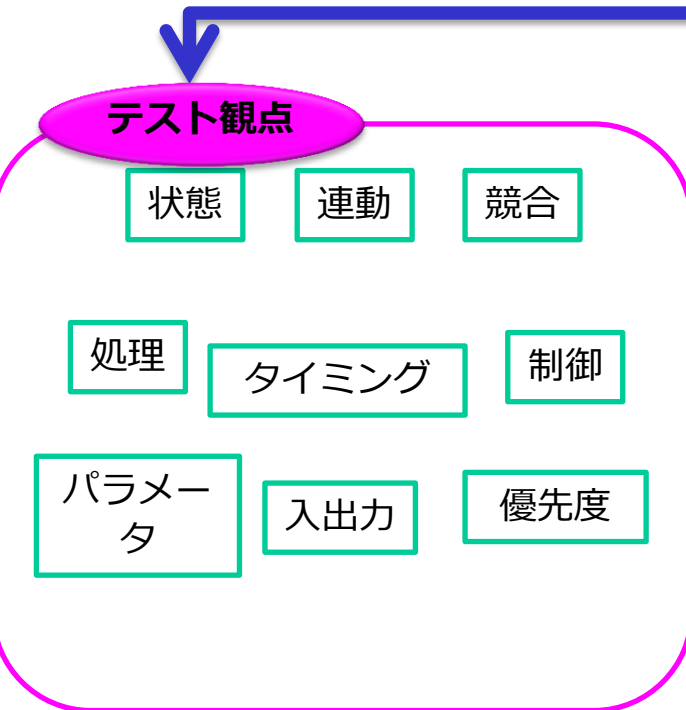 テスト観点
状態
連動
競合
処理
タイミング
制御
パラメー
タ
入出力
優先度